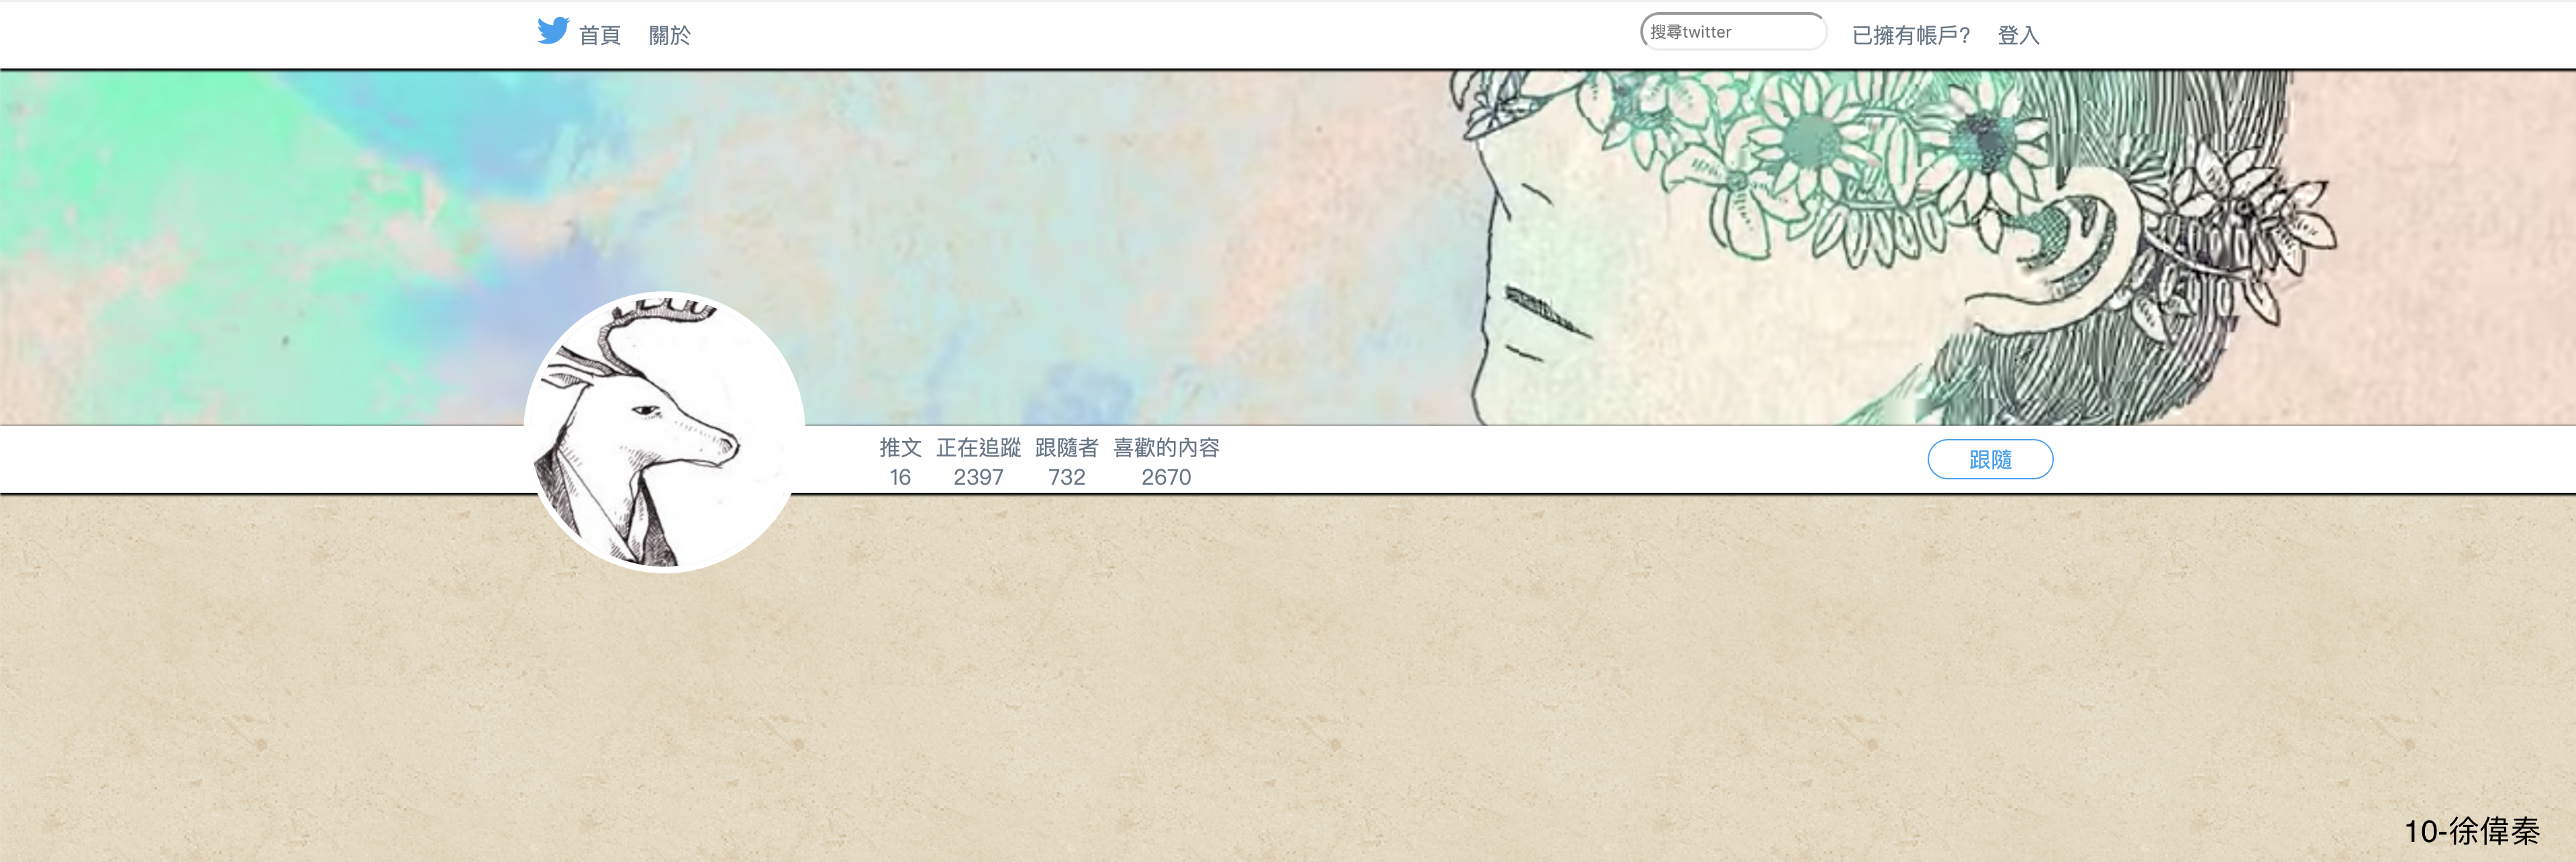 首頁 關於 搜尋twitter 已擁有帳戶? 登入
推文 正在追蹤 跟隨者 喜歡的內容
16 2397 732 2670
跟隨
10-徐偉秦